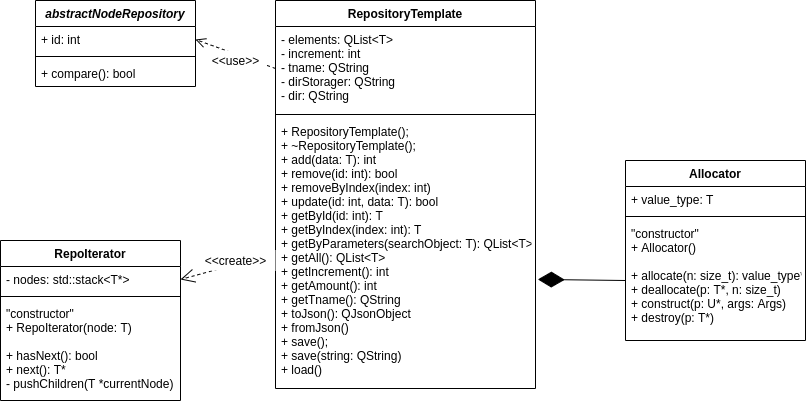 abstractNodeRepository
+ id: int
+ compare(): bool
<<use>>
RepositoryTemplate
- elements: QList<T>
- increment: int
- tname: QString
- dirStorager: QString
- dir: QString
+ RepositoryTemplate();
+ ~RepositoryTemplate();
+ add(data: T): int
+ remove(id: int): bool
+ removeByIndex(index: int)
+ update(id: int, data: T): bool
+ getById(id: int): T
+ getByIndex(index: int): T
+ getByParameters(searchObject: T): QList<T>
+ getAll(): QList<T>
+ getIncrement(): int
+ getAmount(): int
+ getTname(): QString
+ toJson(): QJsonObject
+ fromJson()
+ save();
+ save(string: QString)
+ load()
<<create>>
RepoIterator
- nodes: std::stack<T*>
"constructor"
+ RepoIterator(node: T)
+ hasNext(): bool
+ next(): T*
- pushChildren(T *currentNode)
Allocator
+ value_type: T
"constructor"
+ Allocator()
+ allocate(n: size_t): value_type
+ deallocate(p: T*, n: size_t)
+ construct(p: U*, args: Args)
+ destroy(p: T*)